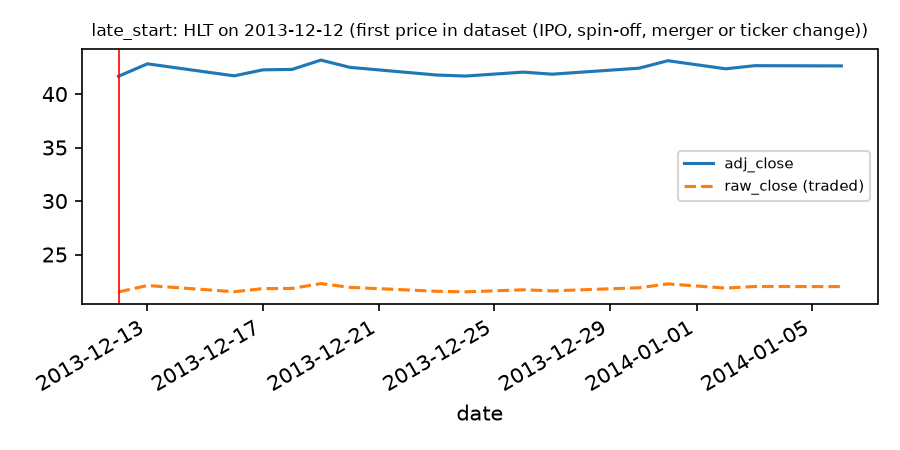 late_start: HLT on 2013-12-12 (first price in dataset (IPO, spin-off, merger or ticker change))
40
35
30
25
adj_close
raw_close (traded)
2013-12-13
2013-12-17
2013-12-21
2013-12-25
2013-12-29
2014-01-01
2014-01-05
date